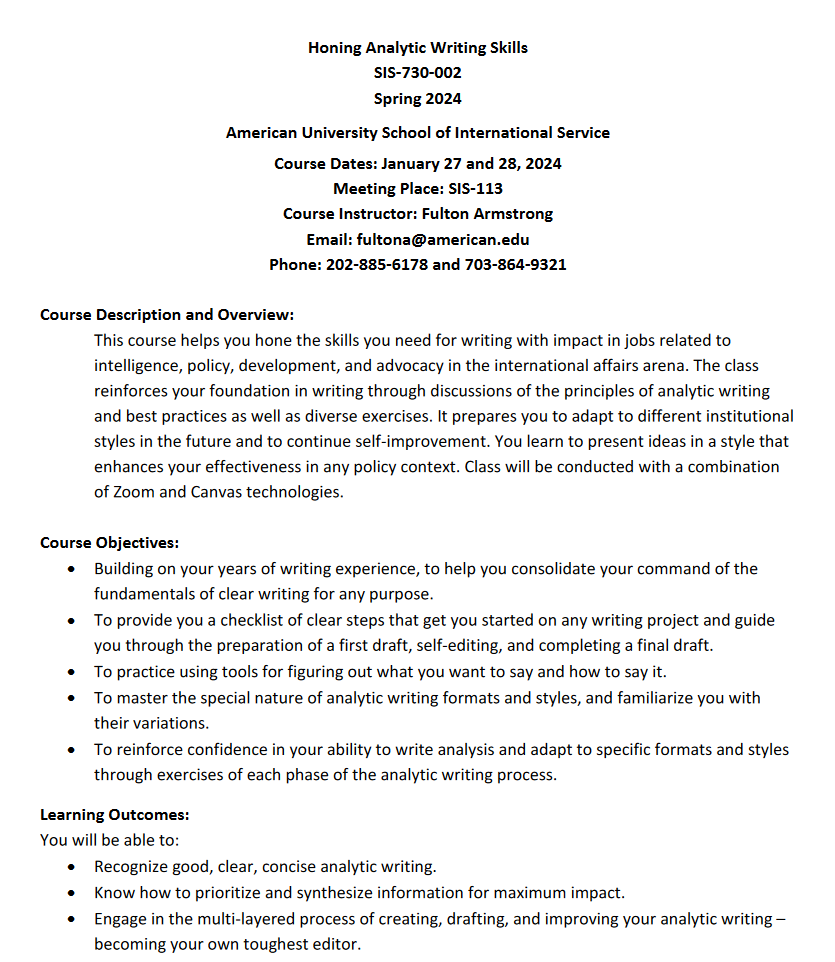 Honing Analytic Writing Skills
SIS-730-002
Spring 2024
American University School of International Service
Course Dates: January 27 and 28, 2024
Meeting Place: SIS-113
Course Instructor: Fulton Armstrong
Email: fultona@american.edu
Phone: 202-885-6178 and 703-864-9321
Course Description and Overview:
This course helps you hone the skills you need for writing with impact in jobs related to
intelligence, policy, development, and advocacy in the international affairs arena. The class
reinforces your foundation in writing through discussions of the principles of analytic writing
and best practices as well as diverse exercises. It prepares you to adapt to different institutional
styles in the future and to continue self-improvement. You learn to present ideas in a style that
enhances your effectiveness in any policy context. Class will be conducted with a combination
of Zoom and Canvas technologies.
Course Objectives:
• Building on your years of writing experience, to help you consolidate your command of the
fundamentals of clear writing for any purpose.
• To provide you a checklist of clear steps that get you started on any writing project and guide
you through the preparation of a first draft, self-editing, and completing a final draft.
• To practice using tools for figuring out what you want to say and how to say it.
• To master the special nature of analytic writing formats and styles, and familiarize you with
their variations.
• To reinforce confidence in your ability to write analysis and adapt to specific formats and styles
through exercises of each phase of the analytic writing process.
Learning Outcomes:
You will be able to:
• Recognize good, clear, concise analytic writing.
• Know how to prioritize and synthesize information for maximum impact.
• Engage in the multi-layered process of creating, drafting, and improving your analytic writing –
becoming your own toughest editor.